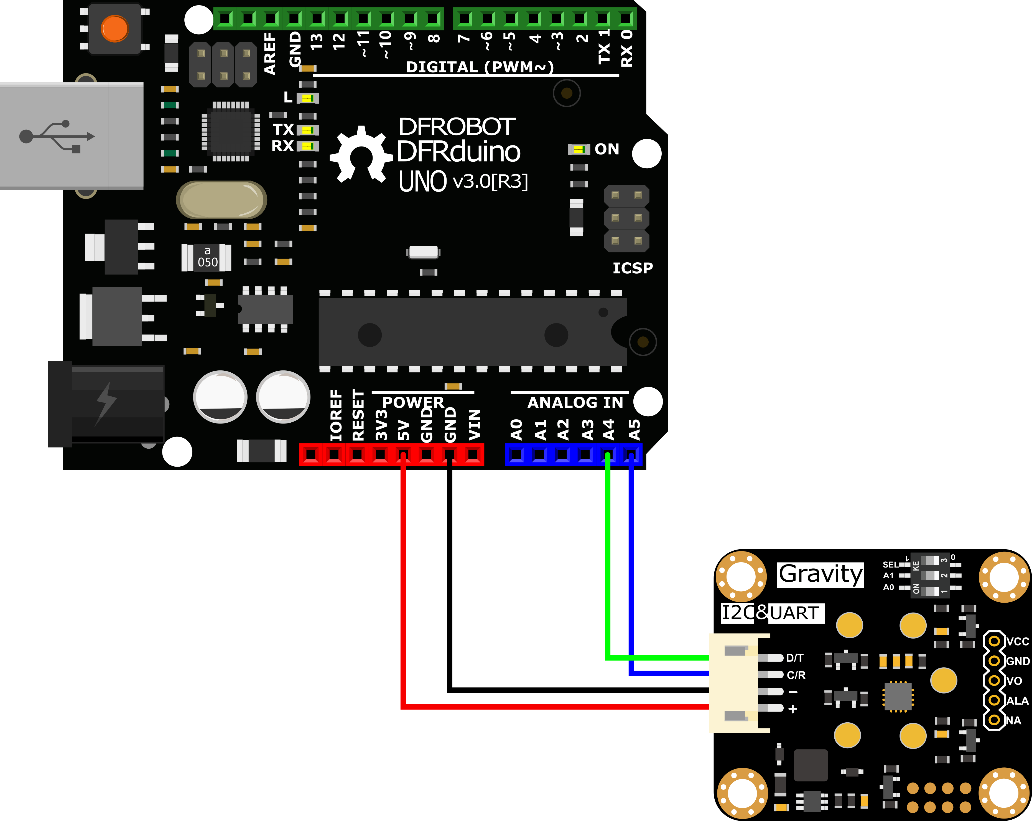 AREF
GND
13
12
~11
~10
~9
8
7
~6
~5
4
~3
2
TX 1
RX 0
DIGITAL (PWM~)
L
TX
RX
DFROBOT
DFRduino
UNO v3.0[R3]
ON
ICSP
a
050
POWER
ANALOG IN
IOREF
RESET
3V3
5V
GND
GND
VIN
A0
A1
A2
A3
A4
A5
Gravity
I2C&UART
SEL
A1
A0
1
0
ON
KE
1
2
3
D/T
C/R
−
+
VCC
GND
VO
ALA
NA